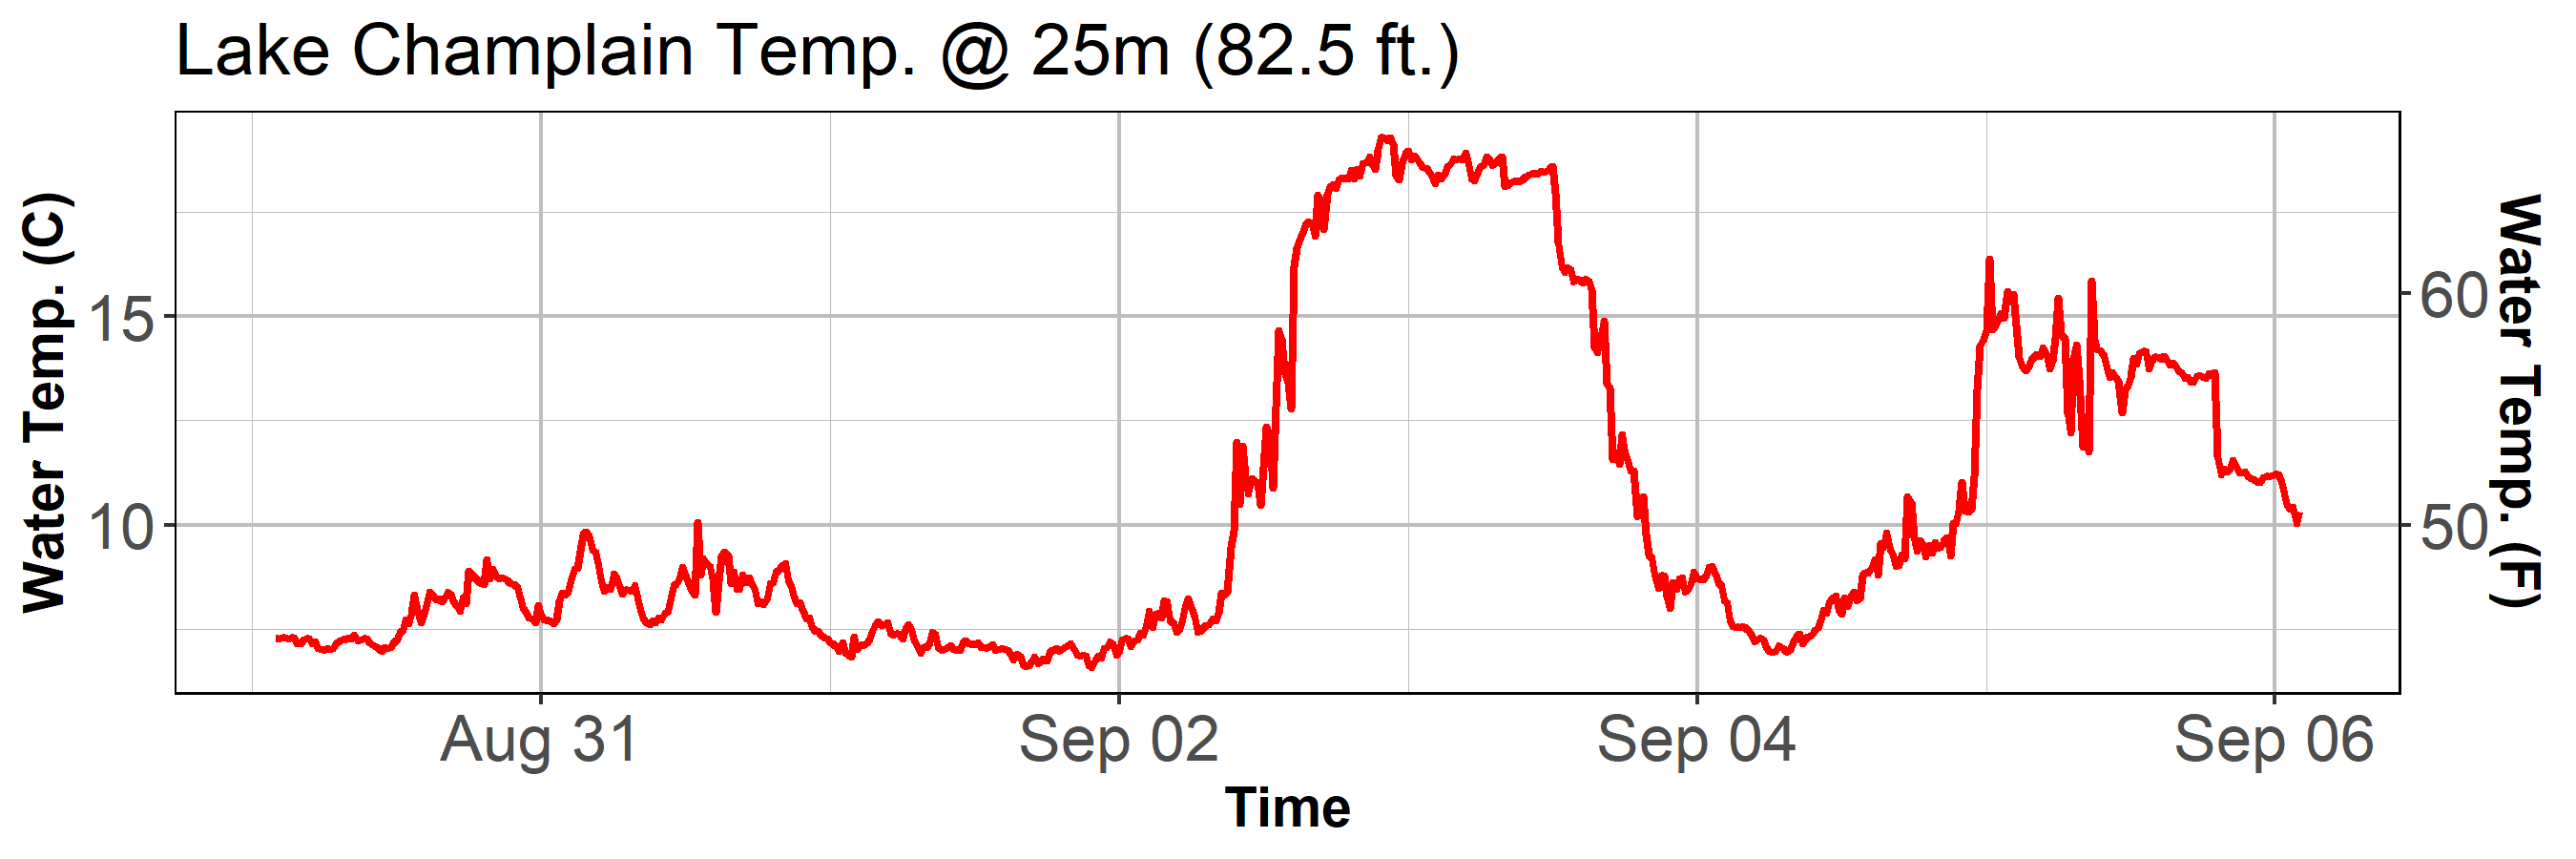 Lake Champlain Temp. @ 25m (82.5 ft.)
Water Temp. (C)
15
10
60
50
Water Temp. (F)
Aug 31
Sep 02
Sep 04
Sep 06
Time